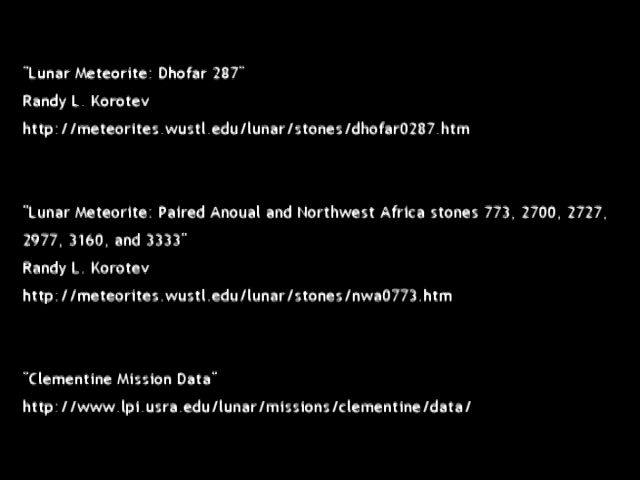 "Lunar Meteorite: Dhofar 287"
Randy L. Korotev
http://meteorites.wustl.edu/lunar/stones/dhofar0287.htm
"Lunar Meteorite: Paired Anoual and Northwest Africa stones 773, 2700, 2727,
2977, 3160, and 3333"
Randy L. Korotev
http://meteorites.wustl.edu/lunar/stones/nwa0773.htm
"Clementine Mission Data"
http://www.lpi.usra.edu/lunar/missions/clementine/data/